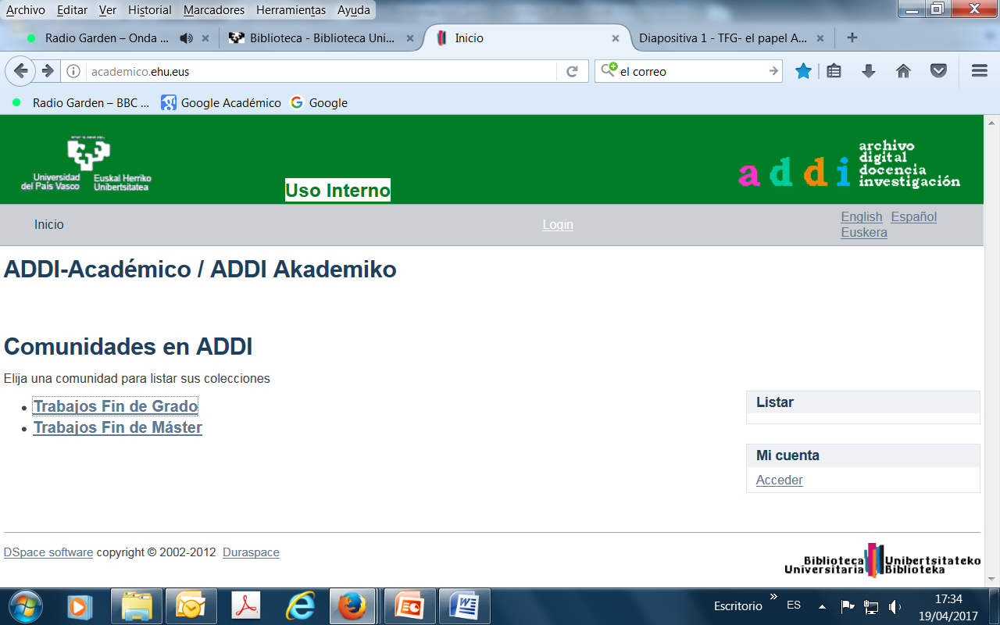 Archivo Editar Ver Historial Marcadores Herramientas Ayuda
Radio Garden – Onda ... Biblioteca - Biblioteca Uni... Inicio Diapositiva 1 - TFG- el papel A...
academico.ehu.eus el correo
Radio Garden – BBC ... Google Académico Google
Universidad del País Vasco
Euskal Herriko Unibertsitatea
Uso Interno
addi
archivo
digital
docencia
investigación
Inicio Login English Español
Euskera
ADDI-Académico / ADDI Akademiko
Comunidades en ADDI
Elija una comunidad para listar sus colecciones
Trabajos Fin de Grado
Trabajos Fin de Máster
Listar
Mi cuenta
Acceder
DSpace software copyright © 2002-2012 Duraspace
Biblioteca Universitaria
Unibertsitateko Biblioteka
Escritorio » ES 17:34
19/04/2017